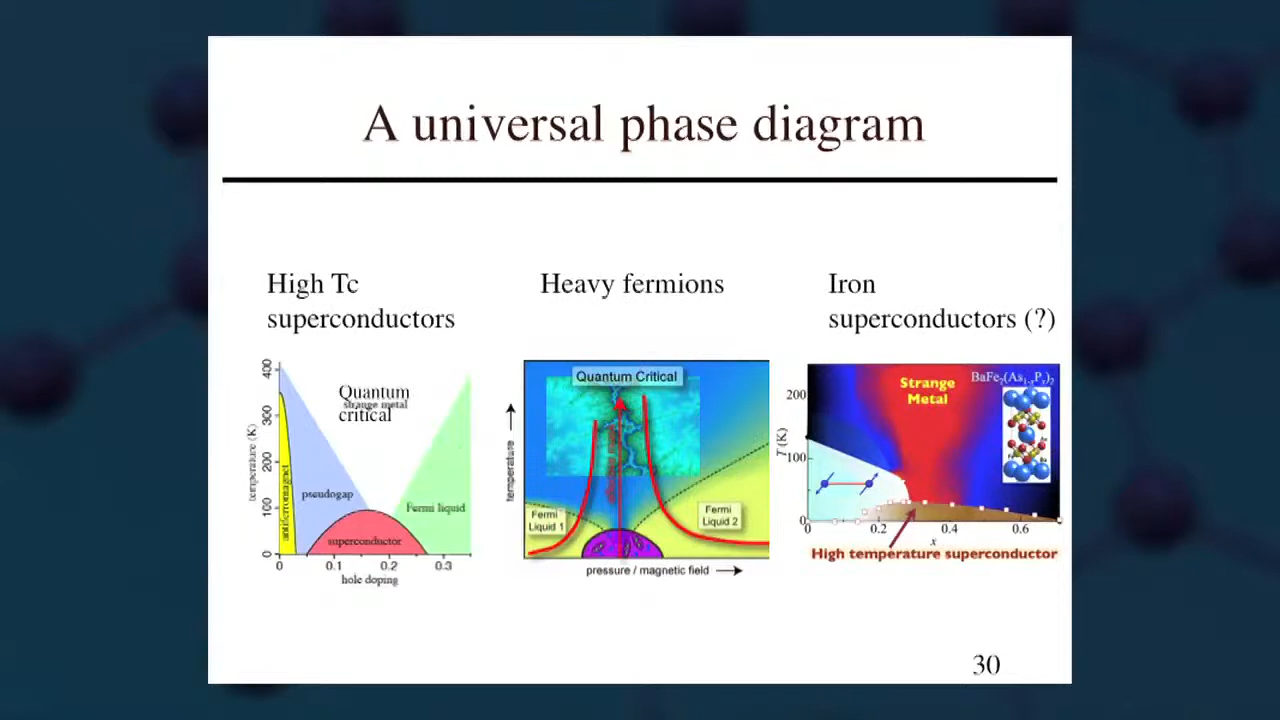 A universal phase diagram
High Tc
superconductors
Heavy fermions
Iron
superconductors (?)
400
300
200
100
0
temperature (K)
antiferromagnet
pseudogap
Quantum
strange metal
critical
Fermi liquid
superconductor
0
0.1
0.2
0.3
hole doping
Quantum Critical
temperature
Fermi
Liquid 1
Fermi
Liquid 2
pressure / magnetic field
BaFe₂(As₁₋ₓPₓ)₂
Strange
Metal
200
100
0
T (K)
0
0.2
0.4
0.6
x
High temperature superconductor
30